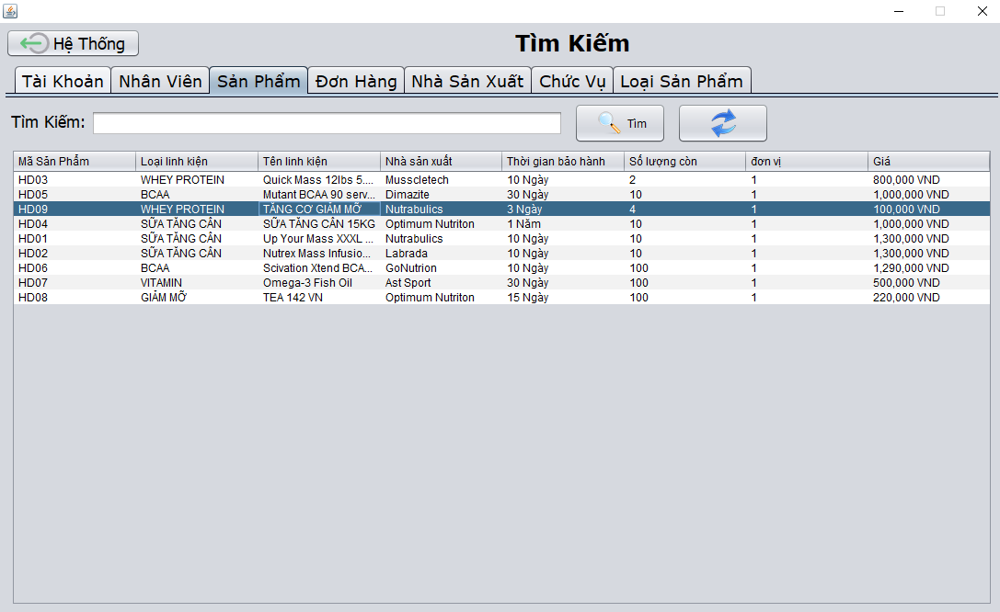 Hệ Thống
Tìm Kiếm
Tài Khoản Nhân Viên Sản Phẩm Đơn Hàng Nhà Sản Xuất Chức Vụ Loại Sản Phẩm
Tìm Kiếm: Tìm
Mã Sản Phẩm Loại linh kiện Tên linh kiện Nhà sản xuất Thời gian bảo hành Số lượng còn đơn vị Giá
HD03 WHEY PROTEIN Quick Mass 12lbs 5.... Musscletech 10 Ngày 2 1 800,000 VND
HD05 BCAA Mutant BCAA 90 serv... Dimazite 30 Ngày 10 1 1,000,000 VND
HD09 WHEY PROTEIN TĂNG CƠ GIẢM MỠ Nutrabulics 3 Ngày 4 1 100,000 VND
HD04 SỮA TĂNG CÂN SỮA TĂNG CÂN 15KG Optimum Nutriton 1 Năm 10 1 1,000,000 VND
HD01 SỮA TĂNG CÂN Up Your Mass XXXL ... Nutrabulics 10 Ngày 10 1 1,300,000 VND
HD02 SỮA TĂNG CÂN Nutrex Mass Infusio... Labrada 10 Ngày 10 1 1,300,000 VND
HD06 BCAA Scivation Xtend BCA... GoNutrion 10 Ngày 100 1 1,290,000 VND
HD07 VITAMIN Omega-3 Fish Oil Ast Sport 30 Ngày 100 1 500,000 VND
HD08 GIẢM MỠ TEA 142 VN Optimum Nutriton 15 Ngày 100 1 220,000 VND